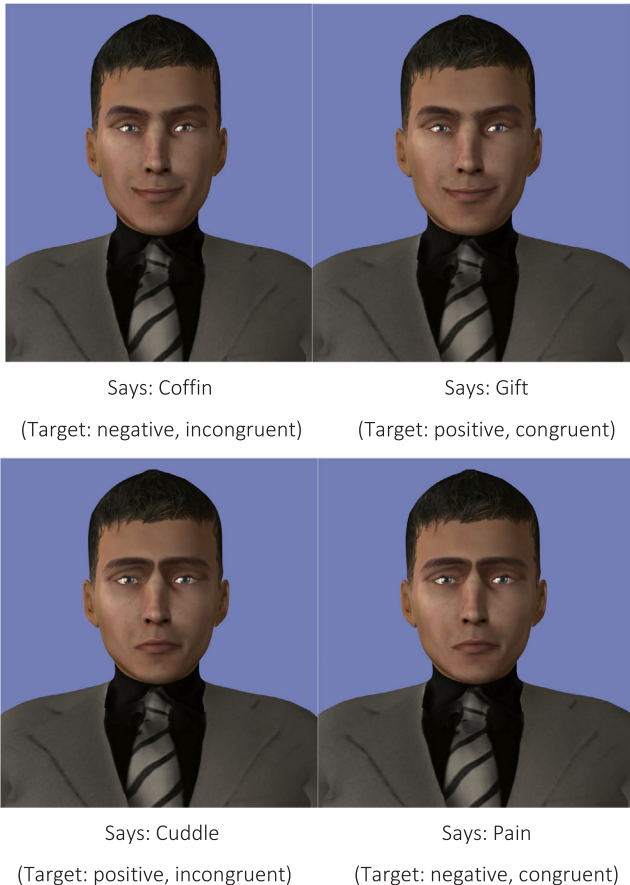 Says: Coffin
Says: Gift
(Target: negative, incongruent)
(Target: positive, congruent)
Says: Cuddle
Says: Pain
(Target: positive, incongruent)
(Target: negative, congruent)